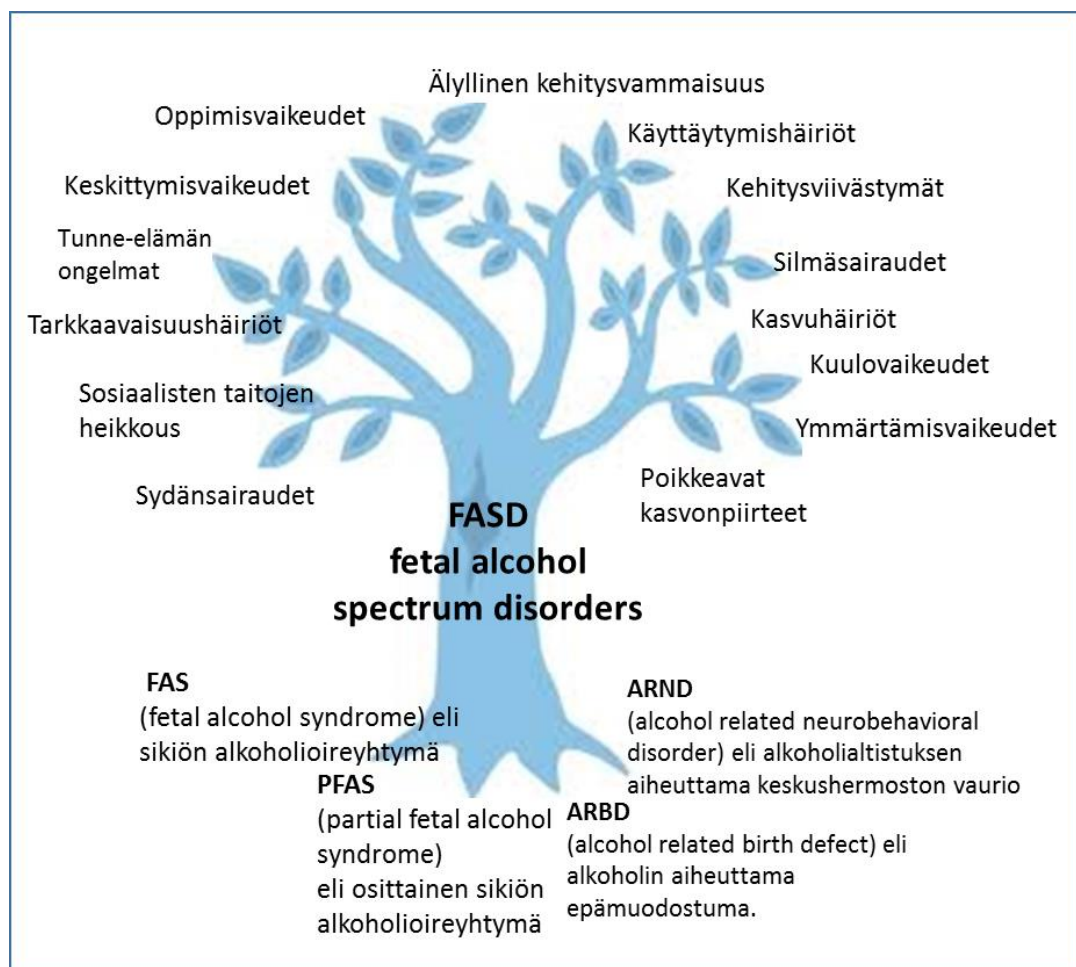 Älyllinen kehitysvammaisuus
Oppimisvaikeudet
Käyttäytymishäiriöt
Keskittymisvaikeudet
Kehitysviivästymät
Tunne-elämän
ongelmat
Silmäsairaudet
Tarkkaavaisuushäiriöt
Kasvuhäiriöt
Kuulovaikeudet
Sosiaalisten taitojen
heikkous
Ymmärtämisvaikeudet
Sydänsairaudet
Poikkeavat
kasvonpiirteet
FASD
fetal alcohol
spectrum disorders
FAS
(fetal alcohol syndrome) eli
sikiön alkoholioireyhtymä
ARND
(alcohol related neurobehavioral
disorder) eli alkoholialtistuksen
aiheuttama keskushermoston vaurio
PFAS
(partial fetal alcohol
syndrome)
eli osittainen sikiön
alkoholioireyhtymä
ARBD
(alcohol related birth defect) eli
alkoholin aiheuttama
epämuodostuma.